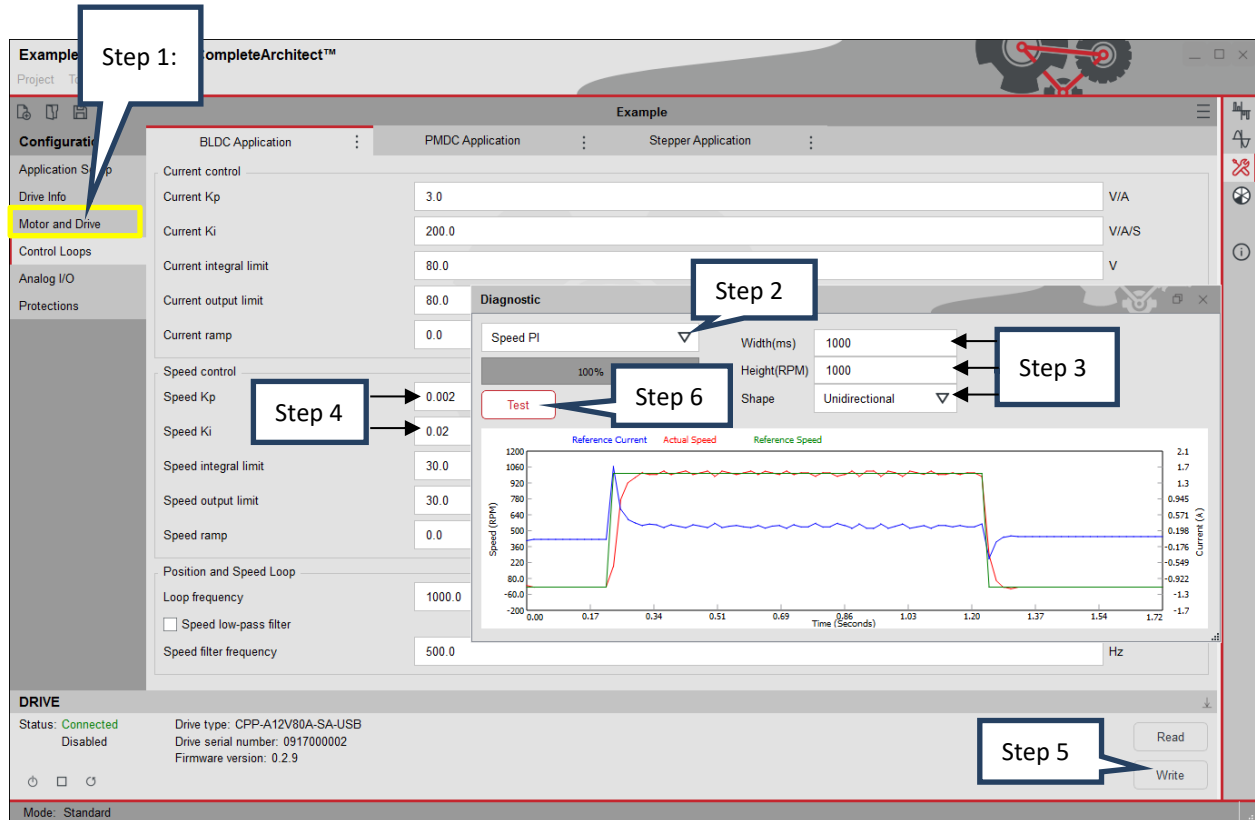 Step 1:
Example
CompleteArchitect™
Project To
Example
Configuratio
BLDC Application
PMDC Application
Stepper Application
Application S p
Current control
Drive Info
Current Kp
3.0
V/A
Motor and Drive
Current Ki
200.0
V/A/S
Control Loops
Current integral limit
80.0
V
Analog I/O
Current output limit
80.0
Protections
Current ramp
0.0
Speed control
Speed Kp
0.002
Step 4
Speed Ki
0.02
Speed integral limit
30.0
Speed output limit
30.0
Speed ramp
0.0
Position and Speed Loop
Loop frequency
1000.0
Speed low-pass filter
Speed filter frequency
500.0
Hz
Diagnostic
Step 2
Speed PI
100%
Test
Step 6
Width(ms) 1000
Height(RPM) 1000
Shape Unidirectional
Step 3
Reference Current Actual Speed Reference Speed
Speed (RPM)
1200
1060
920
780
640
500
360
220
80.0
-60.0
-200
2.1
1.7
1.3
0.945
0.571
0.198
-0.176
-0.549
-0.922
-1.3
-1.7
Current (A)
0.00 0.17 0.34 0.51 0.69 0.86 1.03 1.20 1.37 1.54 1.72
Time (Seconds)
DRIVE
Status: Connected
Disabled
Drive type: CPP-A12V80A-SA-USB
Drive serial number: 0917000002
Firmware version: 0.2.9
Step 5
Read
Write
Mode: Standard